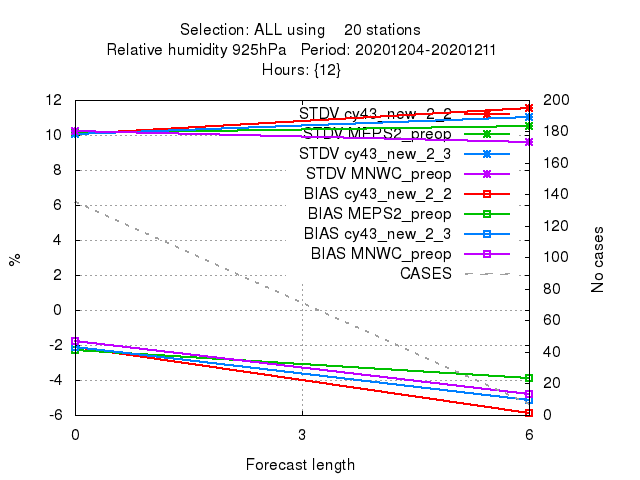 Selection: ALL using    20 stations
Relative humidity 925hPa   Period: 20201204-20201211
Hours: {12}
12 200
STDV cy43_new_2_2
10 180
STDV MEPS2_preop
STDV cy43_new_2_3
8 160
STDV MNWC_preop
6 140
BIAS cy43_new_2_2
BIAS MEPS2_preop
4 120
BIAS cy43_new_2_3
% No cases
2 100
BIAS MNWC_preop
CASES
80
0 60
-2 40
-4 20
-6 0
0 3 6
Forecast length